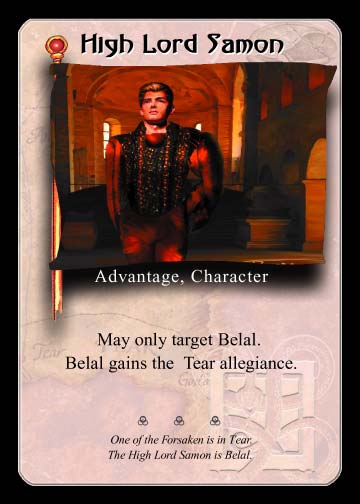 High Lord Samon
Advantage, Character
May only target Belal.
Belal gains the Tear allegiance.
Tear
One of the Forsaken is in Tear.
The High Lord Samon is Belal.